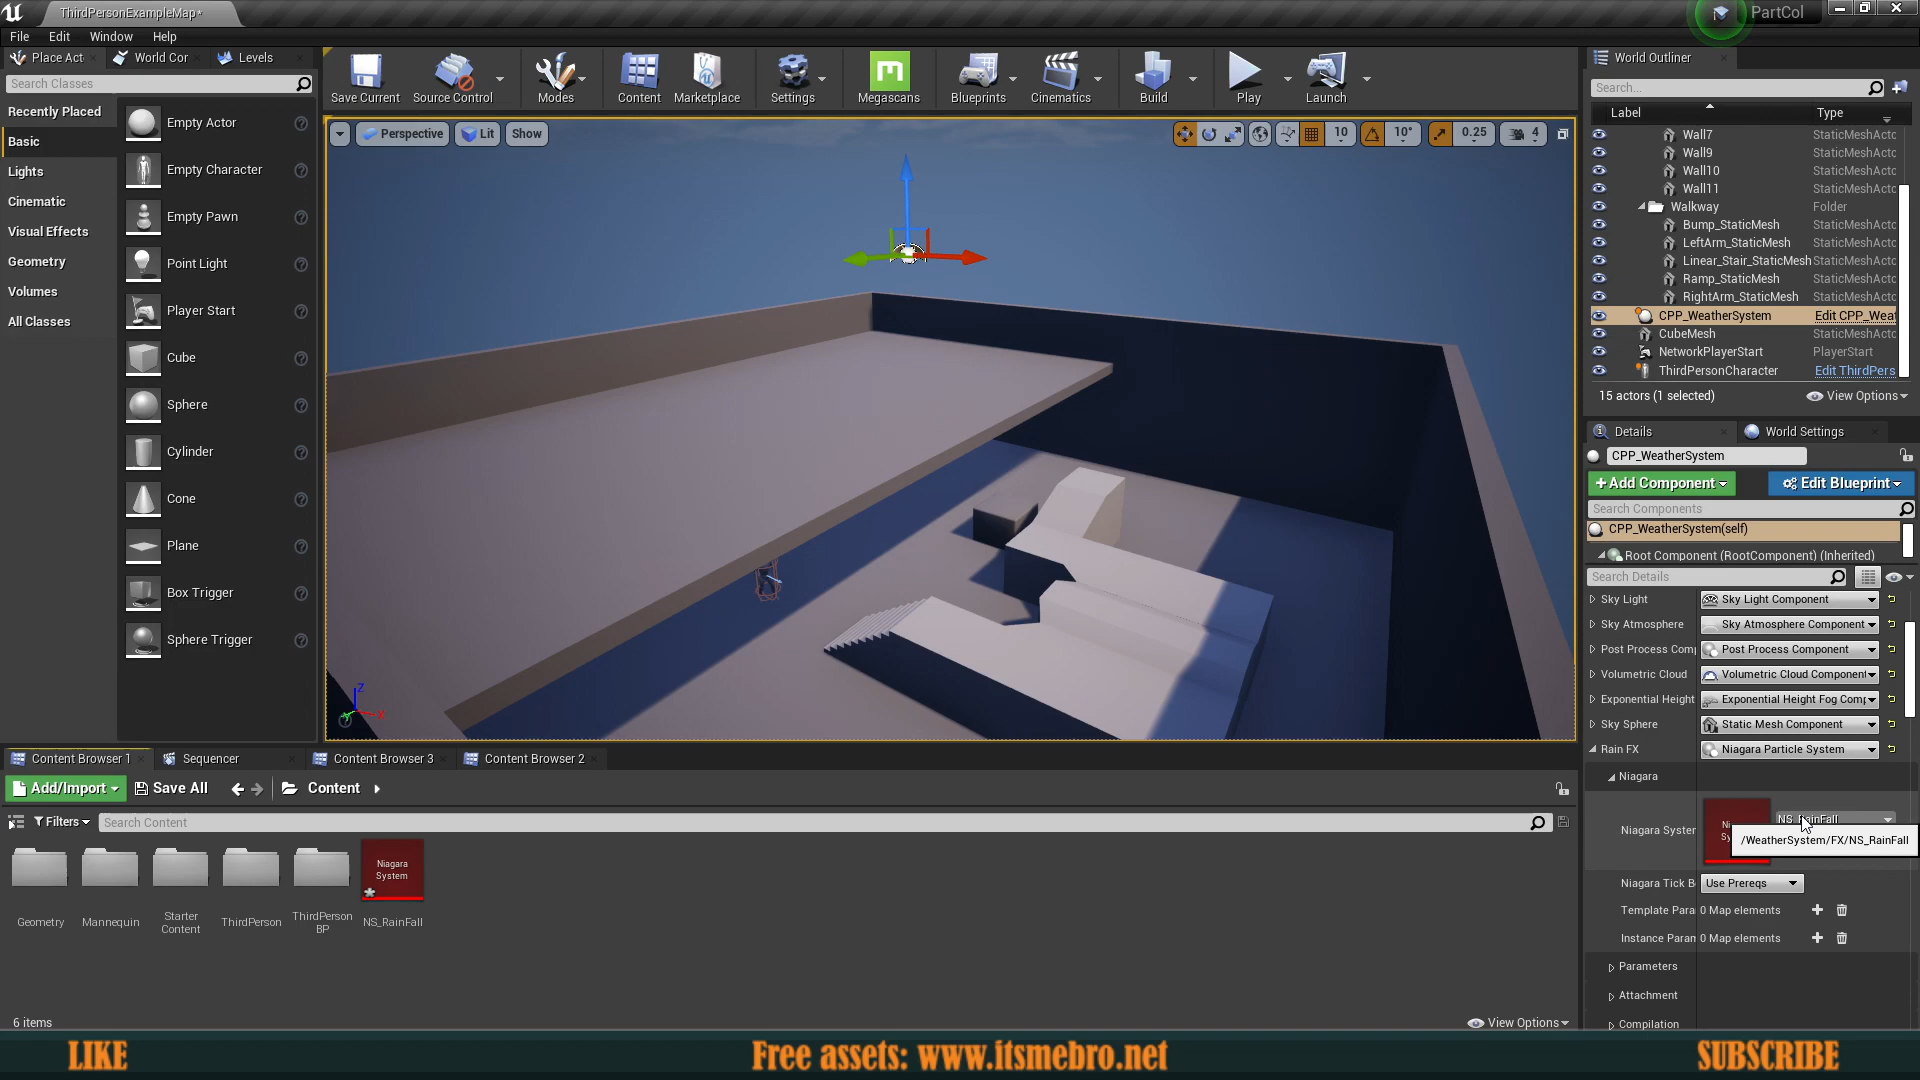 ThirdPersonExampleMap*
PartCol
File Edit Window Help
Place Act
World Cor
Levels
Search Classes
Recently Placed
Basic
Lights
Cinematic
Visual Effects
Geometry
Volumes
All Classes
Empty Actor
Empty Character
Empty Pawn
Point Light
Player Start
Cube
Sphere
Cylinder
Cone
Plane
Box Trigger
Sphere Trigger
Save Current
Source Control
Modes
Content
Marketplace
Settings
Megascans
Blueprints
Cinematics
Build
Play
Launch
Perspective
Lit
Show
10
10°
0.25
4
Z
X
Y
World Outliner
Search...
Label Type
Wall7 StaticMeshActo
Wall9 StaticMeshActo
Wall10 StaticMeshActo
Wall11 StaticMeshActo
Walkway Folder
Bump_StaticMesh StaticMeshActo
LeftArm_StaticMesh StaticMeshActo
Linear_Stair_StaticMesh StaticMeshActo
Ramp_StaticMesh StaticMeshActo
RightArm_StaticMesh StaticMeshActo
CPP_WeatherSystem Edit CPP_Weat
CubeMesh StaticMeshActo
NetworkPlayerStart PlayerStart
ThirdPersonCharacter Edit ThirdPers
15 actors (1 selected)
View Options
Details
World Settings
CPP_WeatherSystem
+Add Component
Edit Blueprint
Search Components
CPP_WeatherSystem(self)
Root Component (RootComponent) (Inherited)
Search Details
Sky Light Sky Light Component
Sky Atmosphere Sky Atmosphere Component
Post Process Comp Post Process Component
Volumetric Cloud Volumetric Cloud Component
Exponential Height Exponential Height Fog Comp
Sky Sphere Static Mesh Component
Rain FX Niagara Particle System
Niagara
Niagara System
NS_RainFall
/WeatherSystem/FX/NS_RainFall
Niagara Tick B Use Prereqs
Template Para 0 Map elements
Instance Param 0 Map elements
Parameters
Attachment
Compilation
Content Browser 1
Sequencer
Content Browser 3
Content Browser 2
Add/Import
Save All
Content
Filters
Search Content
Niagara
System
Geometry
Mannequin
Starter
Content
ThirdPerson
ThirdPerson
BP
NS_RainFall
6 items
View Options
LIKE
Free assets: www.itsmebro.net
SUBSCRIBE